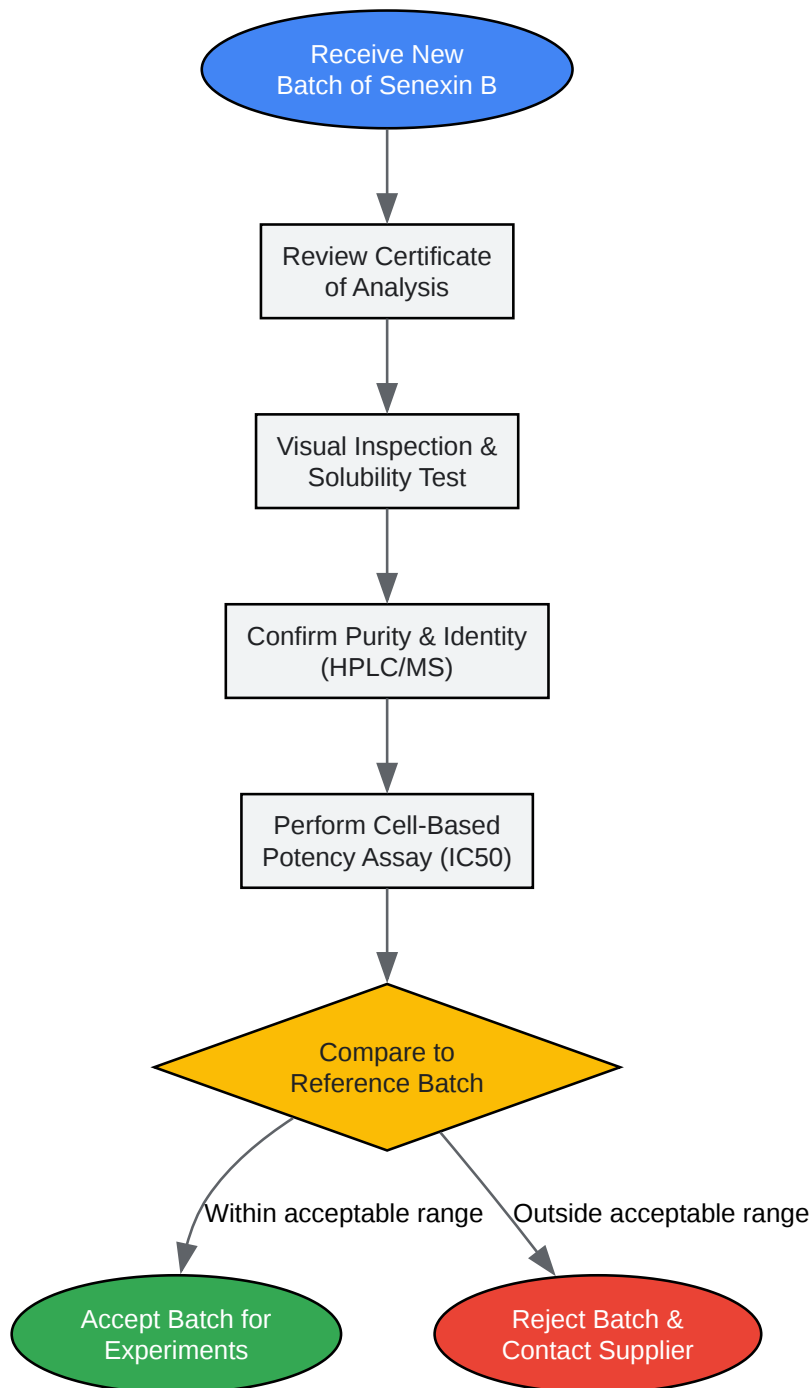 Receive New
Batch of Senexin B
Review Certificate
of Analysis
Visual Inspection &
Solubility Test
Confirm Purity & Identity
(HPLC/MS)
Perform Cell-Based
Potency Assay (IC50)
Compare to
Reference Batch
Within acceptable range
Outside acceptable range
Accept Batch for
Experiments
Reject Batch &
Contact Supplier